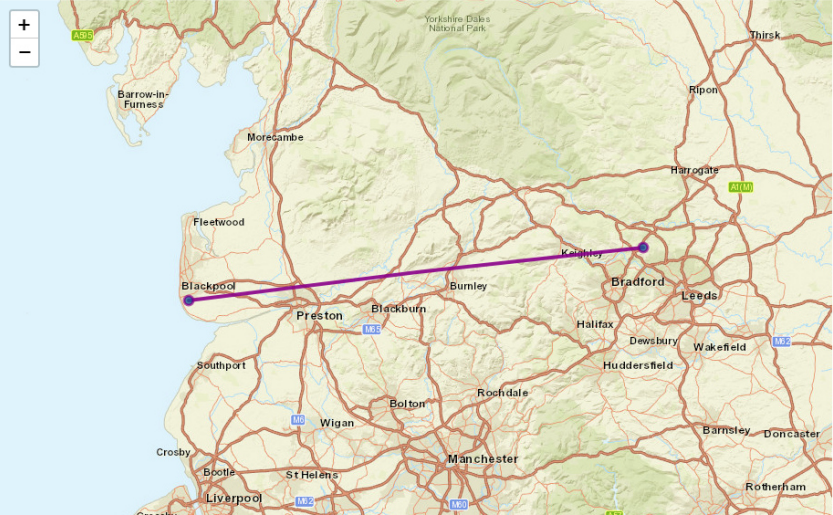 +
Yorkshire Dales
National Park
A595
Thirsk
−
Barrow-in-
Furness
Ripon
Morecambe
Harrogate
A1(M)
Fleetwood
Keighley
Blackpool
Bradford
Burnley
Leeds
Preston
Blackburn
Halifax
M65
Dewsbury
M62
Wakefield
Southport
Huddersfield
Rochdale
Bolton
M6
Wigan
Barnsley
Doncaster
Crosby
Manchester
Bootle
St Helens
Rotherham
Liverpool
M62
M60